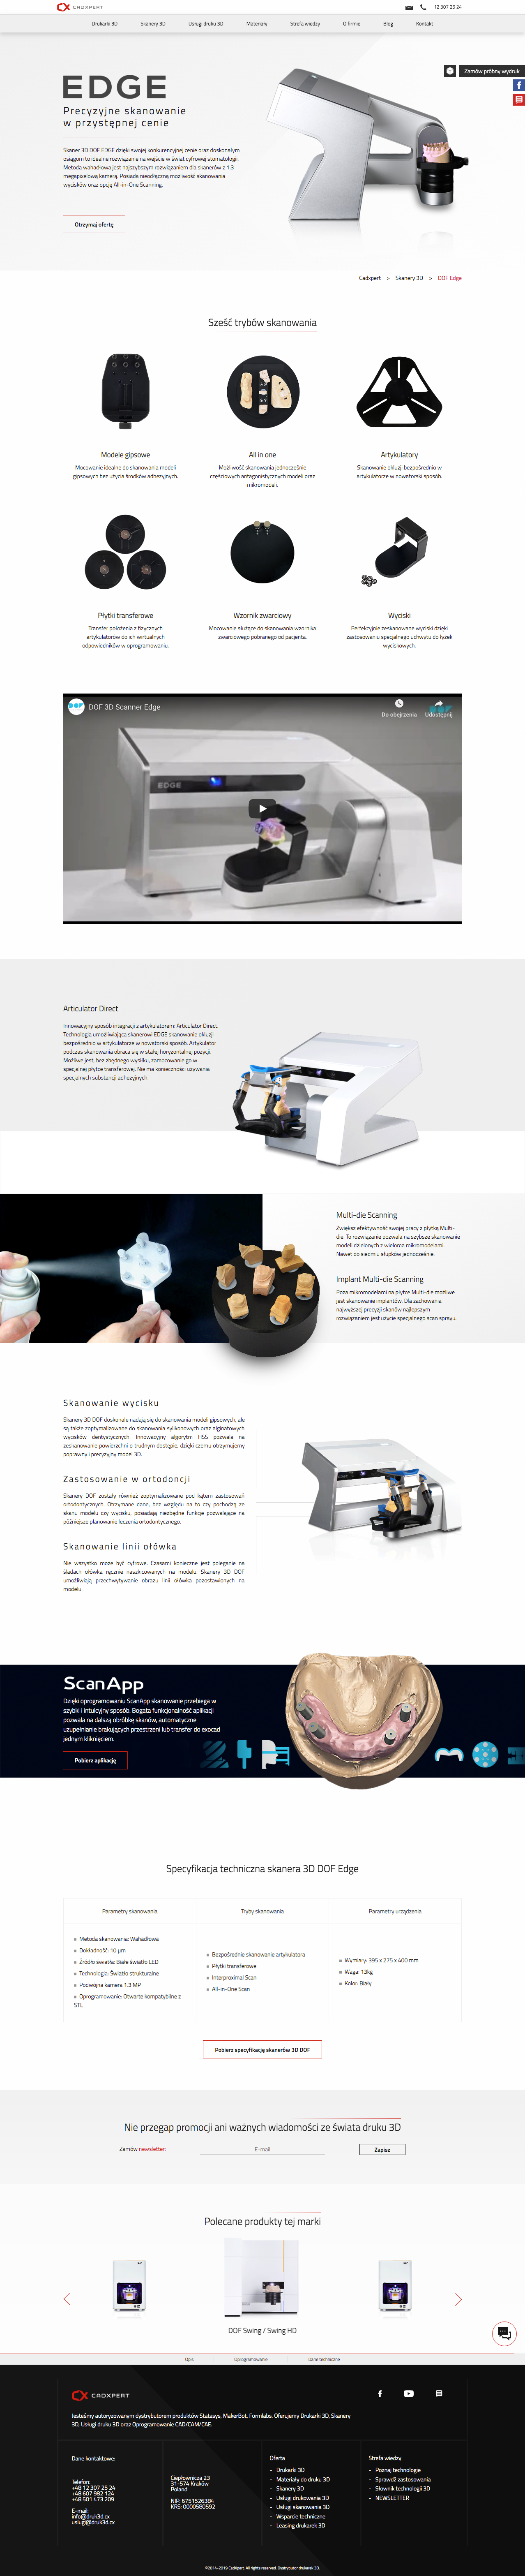 CADXPERT
12 307 25 24
Drukarki 3D
Skanery 3D
Usługi druku 3D
Materiały
Strefa wiedzy
O firmie
Blog
Kontakt
Zamów próbny wydruk
EDGE
Precyzyjne skanowanie
w przystępnej cenie
Skaner 3D DOF EDGE dzięki swojej konkurencyjnej cenie oraz doskonałym
osiągom to idealne rozwiązanie na wejście w świat cyfrowej stomatologii.
Metoda wahadłowa jest najszybszym rozwiązaniem dla skanerów z 1.3
megapixelową kamerą. Posiada nieodłączną możliwość skanowania
wycisków oraz opcję All-in-One Scanning.
Otrzymaj ofertę
Cadxpert > Skanery 3D > DOF Edge
Sześć trybów skanowania
Modele gipsowe
Mocowanie idealne do skanowania modeli
gipsowych bez użycia środków adhezyjnych.
All in one
Możliwość skanowania jednocześnie
częściowych antagonistycznych modeli oraz
mikromodeli.
Artykulatory
Skanowanie okluzji bezpośrednio w
artykulatorze w nowatorski sposób.
Płytki transferowe
Transfer położenia z fizycznych
artykulatorów do ich wirtualnych
odpowiedników w oprogramowaniu.
Wzornik zwarciowy
Mocowanie służące do skanowania wzornika
zwarciowego pobranego od pacjenta.
Wyciski
Perfekcyjnie zeskanowane wyciski dzięki
zastosowaniu specjalnego uchwytu do łyżek
wyciskowych.
DOF
DOF 3D Scanner Edge
Do obejrzenia
Udostępnij
DOF
EDGE
Articulator Direct
Innowacyjny sposób integracji z artykulatorem: Articulator Direct.
Technologia umożliwiająca skanerowi EDGE skanowanie okluzji
bezpośrednio w artykulatorze w nowatorski sposób. Artykulator
podczas skanowania obraca się w stałej horyzontalnej pozycji.
Możliwe jest, bez zbędnego wysiłku, zamocowanie go w
specjalnej płytce transferowej. Nie ma konieczności używania
specjalnych substancji adhezyjnych.
Multi-die Scanning
Zwiększ efektywność swojej pracy z płytką Multi-
die. To rozwiązanie pozwala na szybsze skanowanie
modeli dzielonych z wieloma mikromodelami.
Nawet do siedmiu słupków jednocześnie.
Implant Multi-die Scanning
Poza mikromodelami na płytce Multi-die możliwe
jest skanowanie implantów. Dla zachowania
najwyższej precyzji skanów najlepszym
rozwiązaniem jest użycie specjalnego scan sprayu.
Skanowanie wycisku
Skanery 3D DOF doskonale nadają się do skanowania modeli gipsowych, ale
są także zoptymalizowane do skanowania sylikonowych oraz alginatowych
wycisków dentystycznych. Innowacyjny algorytm HSS pozwala na
zeskanowanie powierzchni o trudnym dostępie, dzięki czemu otrzymujemy
poprawny i precyzyjny model 3D.
Zastosowanie w ortodoncji
Skanery DOF zostały również zoptymalizowane pod kątem zastosowań
ortodontycznych. Otrzymane dane, bez względu na to czy pochodzą ze
skanu modelu czy wycisku, posiadają niezbędne funkcje pozwalające na
późniejsze planowanie leczenia ortodontycznego.
Skanowanie linii ołówka
Nie wszystko może być cyfrowe. Czasami konieczne jest poleganie na
śladach ołówka ręcznie naszkicowanych na modelu. Skanery 3D DOF
umożliwiają przechwytywanie obrazu linii ołówka pozostawionych na
modelu.
ScanApp
Dzięki oprogramowaniu ScanApp skanowanie przebiega w
szybki i intuicyjny sposób. Bogata funkcjonalność aplikacji
pozwala na dalszą obróbkę skanów, automatyczne
uzupełnianie brakujących przestrzeni lub transfer do exocad
jednym kliknięciem.
Pobierz aplikację
Specyfikacja techniczna skanera 3D DOF Edge
Parametry skanowania
Metoda skanowania: Wahadłowa
Dokładność: 10 µm
Źródło światła: Białe światło LED
Technologia: Światło strukturalne
Podwójna kamera 1.3 MP
Oprogramowanie: Otwarte kompatybilne z
STL
Tryby skanowania
Bezpośrednie skanowanie artykulatora
Płytki transferowe
Interproximal Scan
All-in-One Scan
Parametry urządzenia
Wymiary: 395 x 275 x 400 mm
Waga: 13kg
Kolor: Biały
Pobierz specyfikację skanerów 3D DOF
Nie przegap promocji ani ważnych wiadomości ze świata druku 3D
Zamów newsletter:
E-mail
Zapisz
Polecane produkty tej marki
DOF Swing / Swing HD
Opis
Oprogramowanie
Dane techniczne
CADXPERT
Jesteśmy autoryzowanym dystrybutorem produktów Stratasys, MakerBot, Formlabs. Oferujemy Drukarki 3D, Skanery
3D, Usługi druku 3D oraz Oprogramowanie CAD/CAM/CAE.
Dane kontaktowe:
Telefon:
+48 12 307 25 24
+48 607 982 124
+48 501 473 209
E-mail:
info@druk3d.cx
uslugi@druk3d.cx
Ciepłownicza 23
31-574 Kraków
Poland
NIP: 6751526384
KRS: 0000580592
Oferta
- Drukarki 3D
- Materiały do druku 3D
- Skanery 3D
- Usługi drukowania 3D
- Usługi skanowania 3D
- Wsparcie techniczne
- Leasing drukarek 3D
Strefa wiedzy
- Poznaj technologie
- Sprawdź zastosowania
- Słownik technologii 3D
- NEWSLETTER
©2014-2019 CadXpert. All rights reserved. Dystrybutor drukarek 3D.